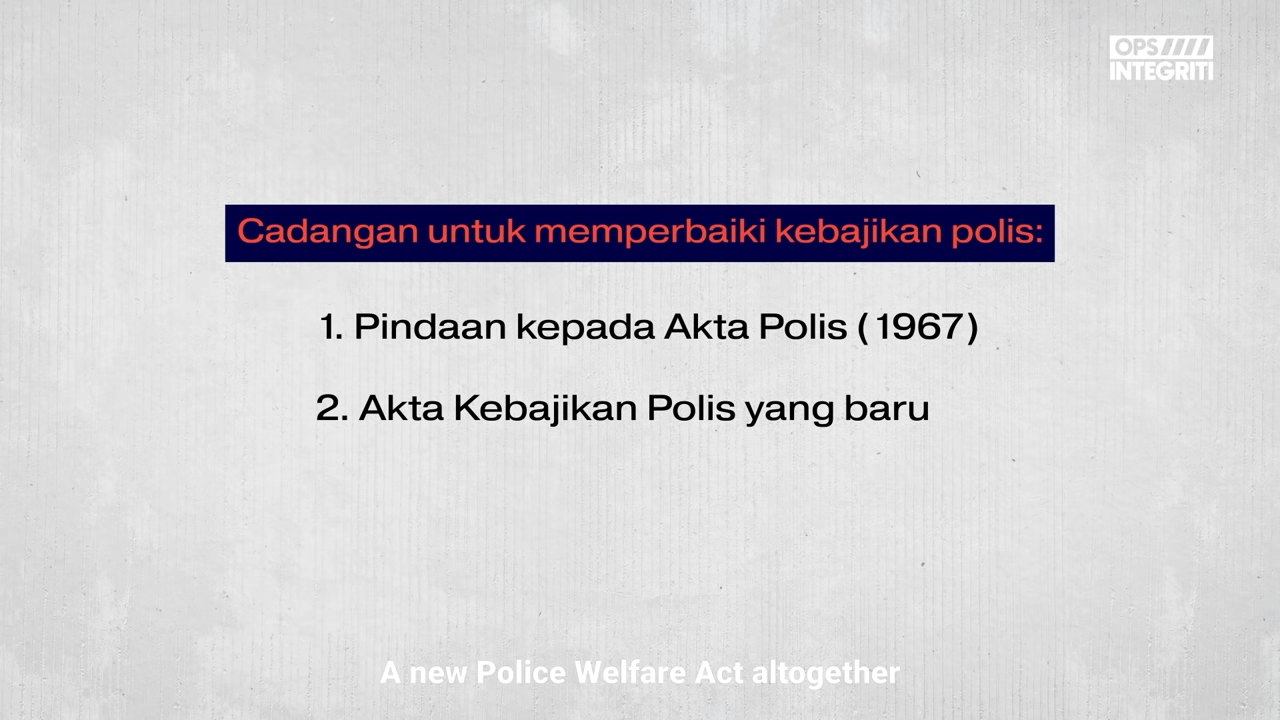 OPS
INTEGRITI
Cadangan untuk memperbaiki kebajikan polis:
1. Pindaan kepada Akta Polis (1967)
2. Akta Kebajikan Polis yang baru
A new Police Welfare Act altogether